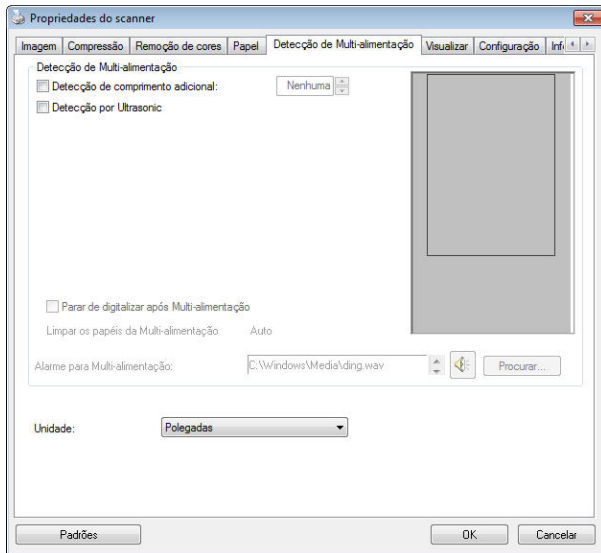 Propriedades do scanner
Imagem Compressão Remoção de cores Papel Detecção de Multi-alimentação Visualizar Configuração Inf
Detecção de Multi-alimentação
Detecção de comprimento adicional: Nenhuma
Detecção por Ultrasonic
Parar de digitalizar após Multi-alimentação
Limpar os papéis da Multi-alimentação Auto
Alarme para Multi-alimentação: C:\Windows\Media\ding.wav Procurar...
Unidade: Polegadas
Padrões OK Cancelar